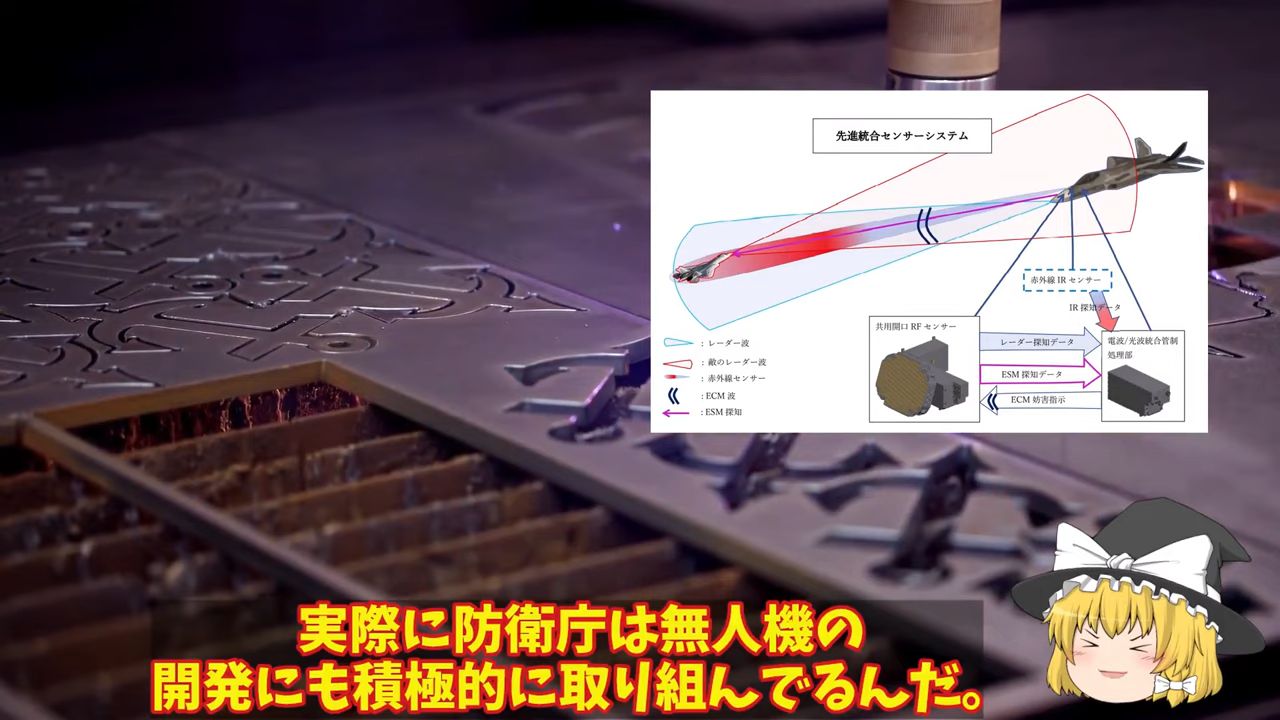 先進統合センサーシステム
赤外線 IR センサー
IR 探知データ
共用開口 RF センサー
レーダー探知データ
電波/光波統合管制
処理部
ESM 探知データ
ECM 妨害指示
: レーダー波
: 敵のレーダー波
: 赤外線センサー
: ECM 波
: ESM 探知
実際に防衛庁は無人機の
開発にも積極的に取り組んでるんだ。